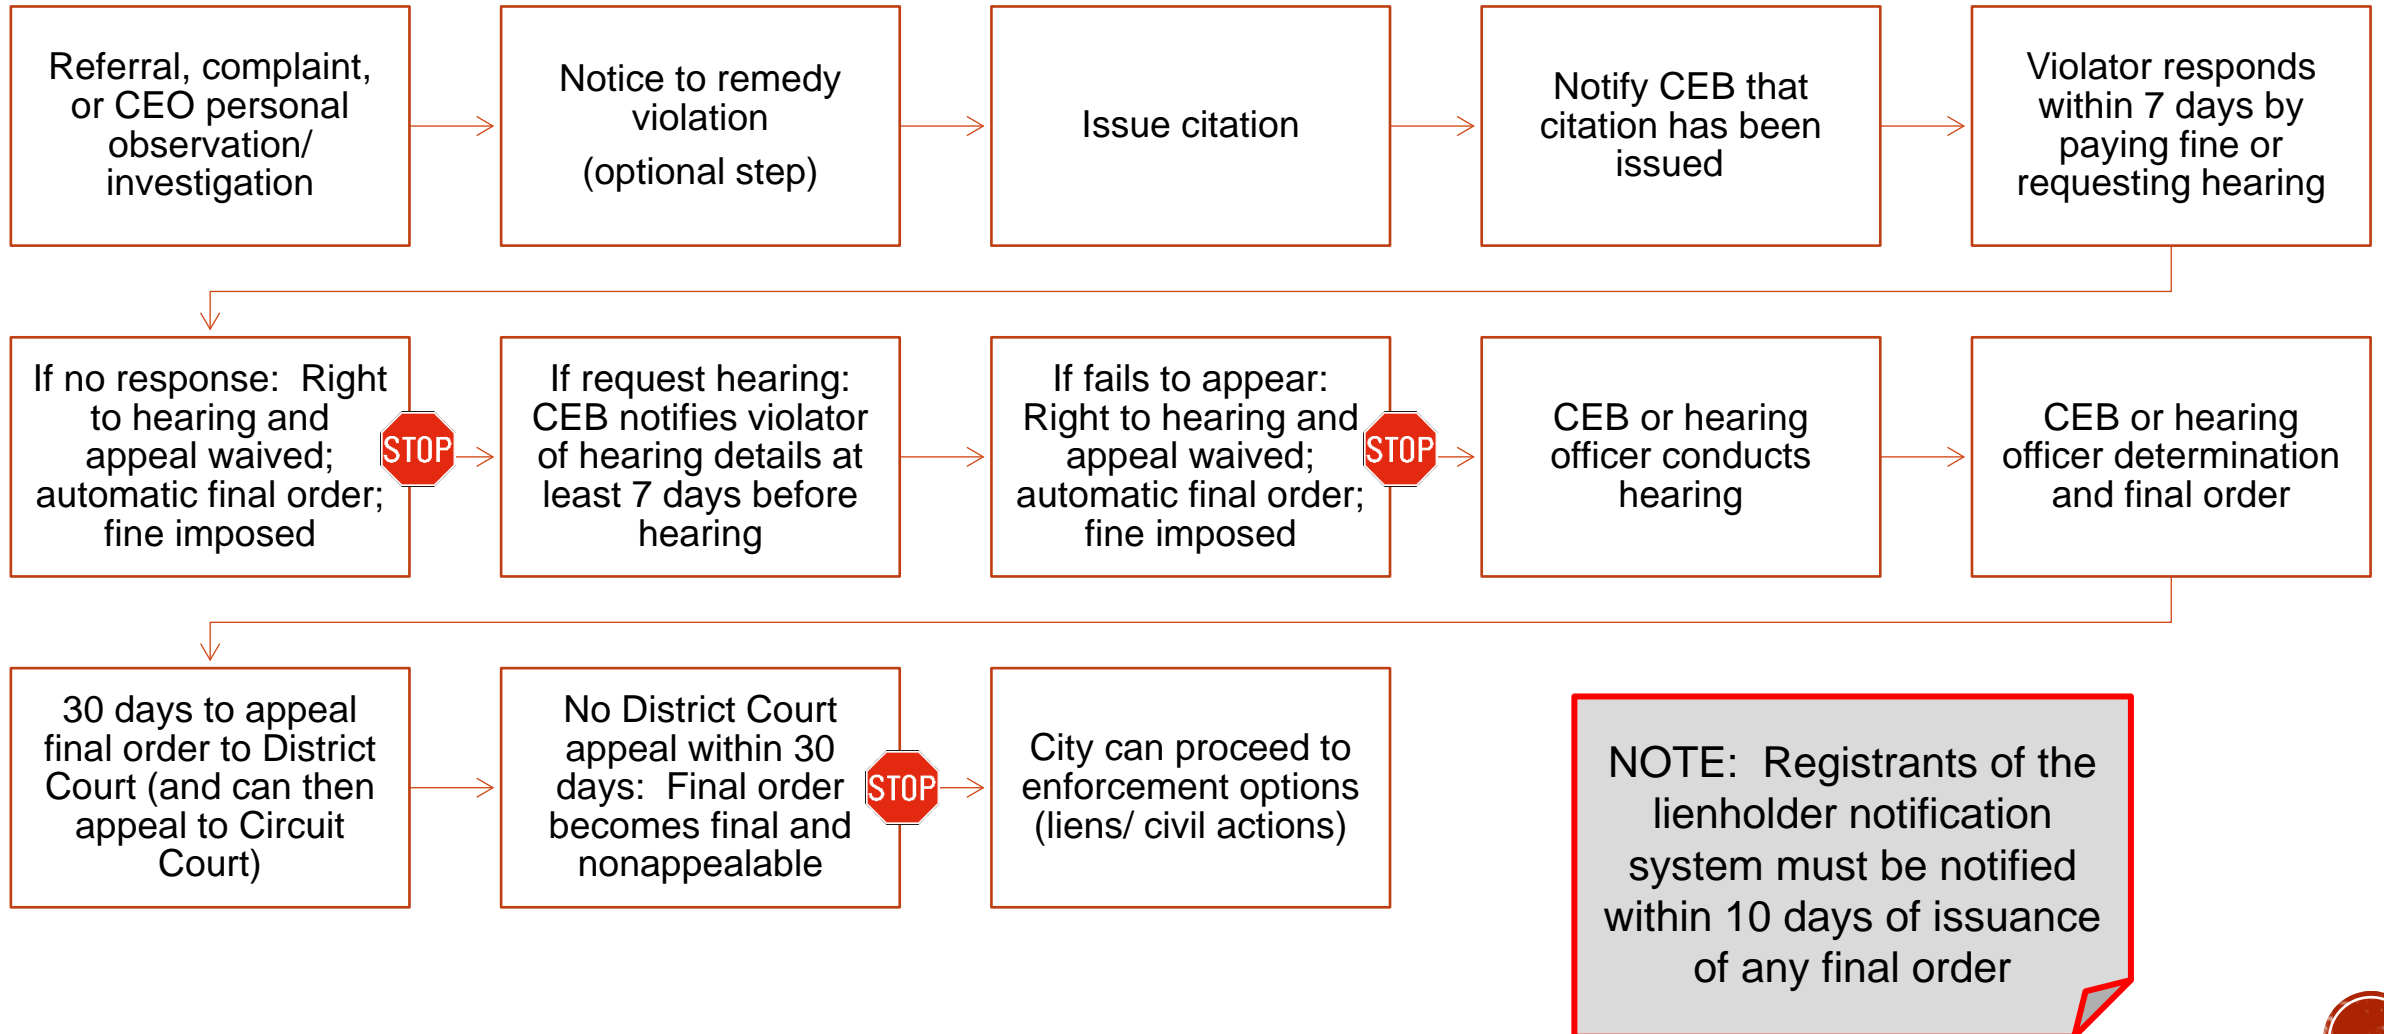 Referral, complaint,
or CEO personal
observation/
investigation
Notice to remedy
violation
(optional step)
Issue citation
Notify CEB that
citation has been
issued
Violator responds
within 7 days by
paying fine or
requesting hearing
If no response:  Right
to hearing and
appeal waived;
automatic final order;
fine imposed
STOP
If request hearing:
CEB notifies violator
of hearing details at
least 7 days before
hearing
If fails to appear:
Right to hearing and
appeal waived;
automatic final order;
fine imposed
STOP
CEB or hearing
officer conducts
hearing
CEB or hearing
officer determination
and final order
30 days to appeal
final order to District
Court (and can then
appeal to Circuit
Court)
No District Court
appeal within 30
days:  Final order
becomes final and
nonappealable
STOP
City can proceed to
enforcement options
(liens/ civil actions)
NOTE:  Registrants of the
lienholder notification
system must be notified
within 10 days of issuance
of any final order